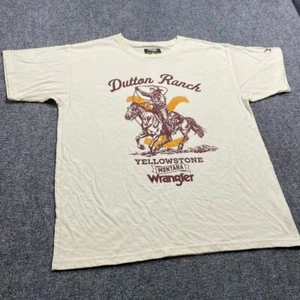 Dutton Ranch
YELLOWSTONE
MONTANA
Wrangler